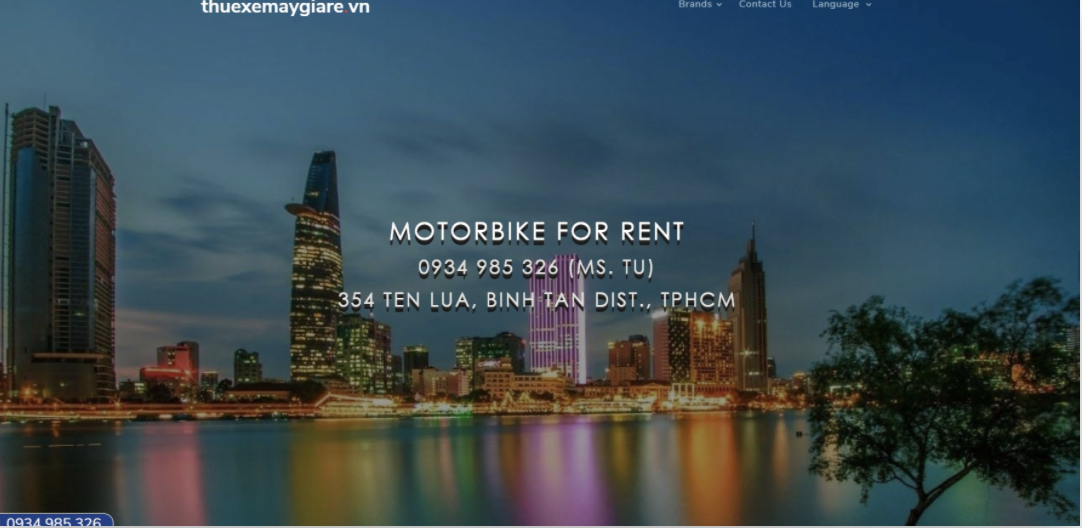 thuexemaygiare.vn
Brands Contact Us Language
MOTORBIKE FOR RENT
0934 985 326 (MS. TU)
354 TEN LUA, BINH TAN DIST., TPHCM
0934 985 326